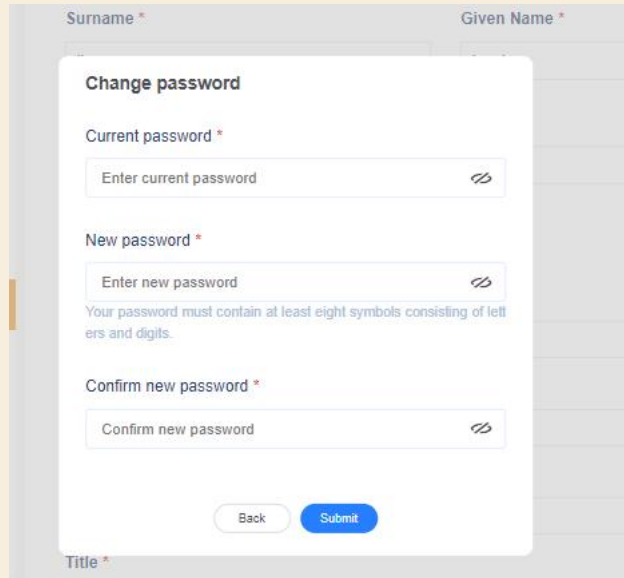 Surname *
Given Name *
Change password
Current password *
Enter current password
New password *
Enter new password
Your password must contain at least eight symbols consisting of lett
ers and digits.
Confirm new password *
Confirm new password
Back
Submit
Title *